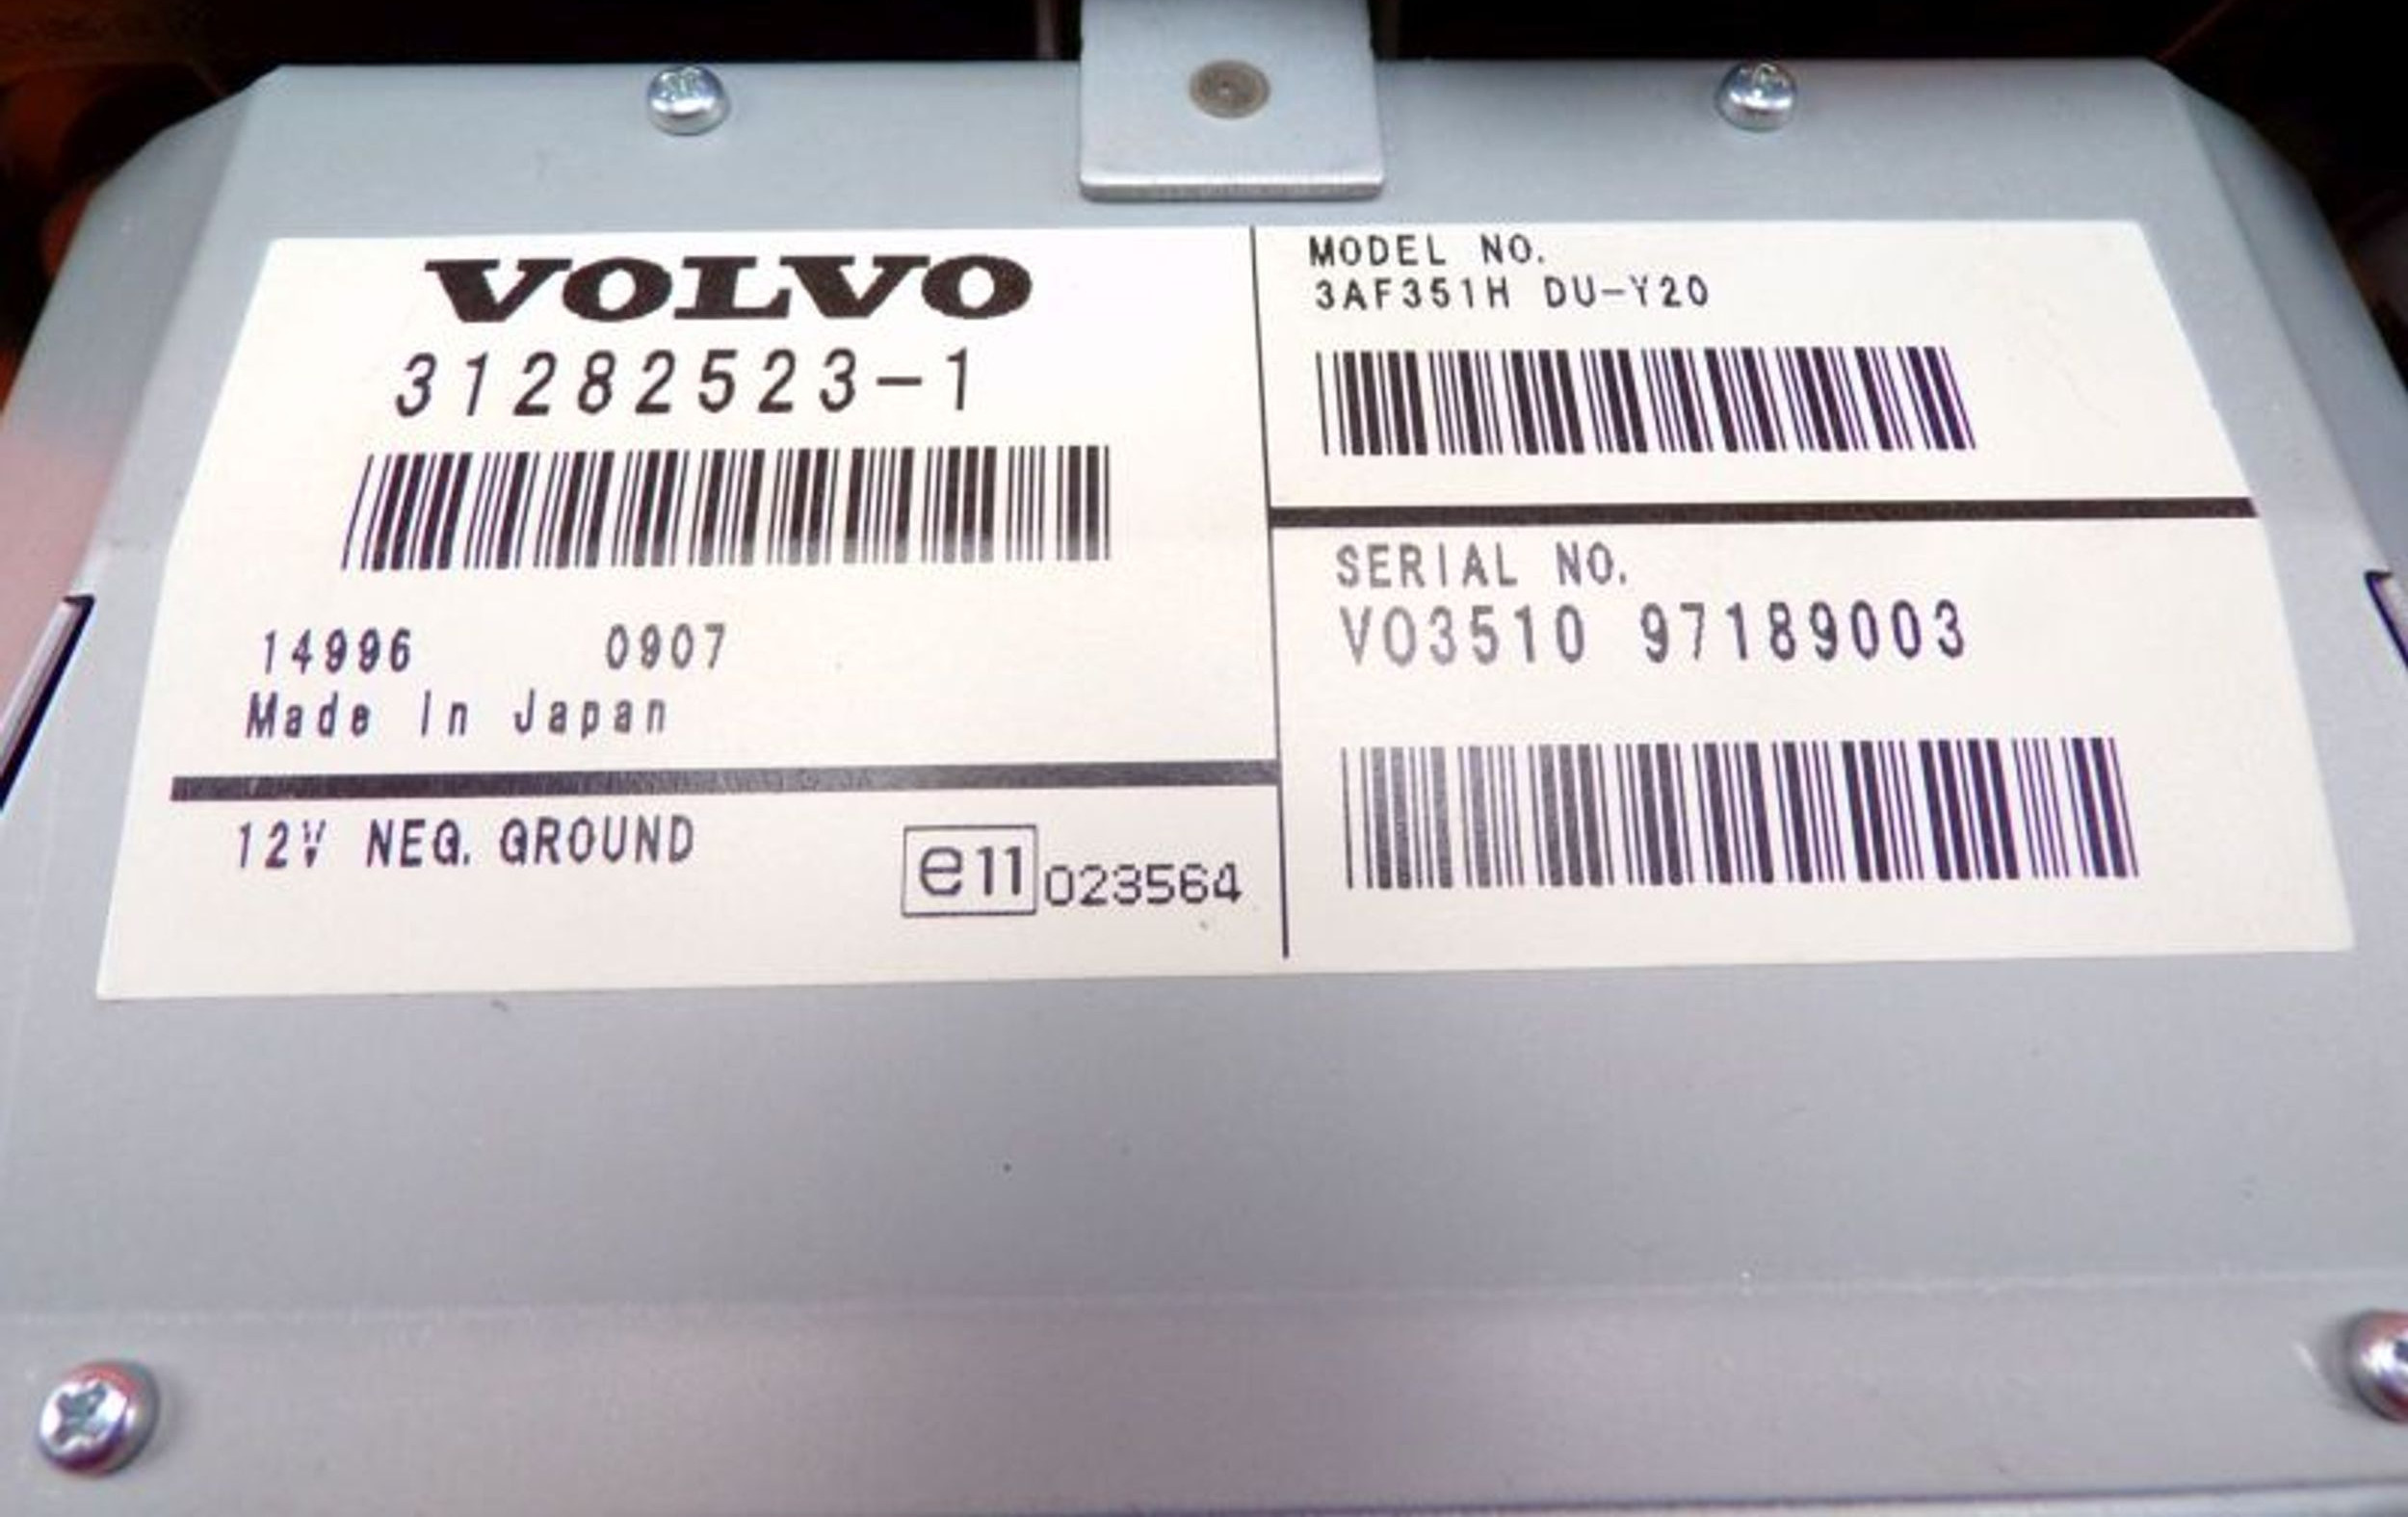 VOLVO
31282523-1
14996 0907
Made in Japan
12V NEG. GROUND
e11 023564
MODEL NO.
3AF351H DU-Y20
SERIAL NO.
VO3510 97189003